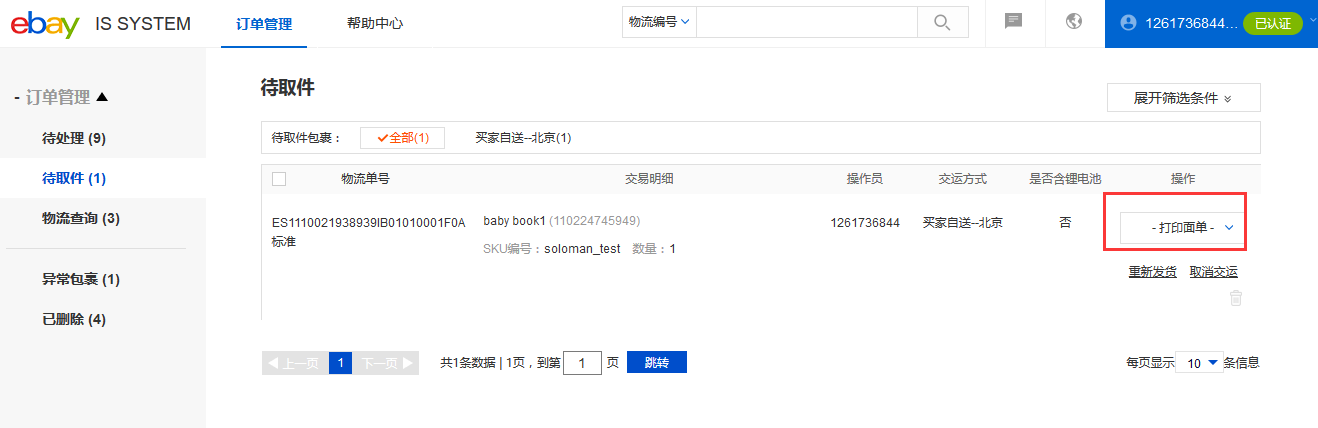 ebay IS SYSTEM 订单管理 帮助中心 物流编号 1261736844... 已认证
- 订单管理
待处理 (9)
待取件 (1)
物流查询 (3)
异常包裹 (1)
已删除 (4)
待取件
展开筛选条件
待取件包裹： 全部(1) 买家自送--北京(1)
物流单号 交易明细 操作员 交运方式 是否含锂电池 操作
ES1110021938939IB01010001F0A
标准
baby book1 (110224745949)
SKU编号：soloman_test 数量：1
1261736844 买家自送--北京 否 - 打印面单 -
重新发货 取消交运
上一页 1 下一页 共1条数据 | 1页，到第 1 页 跳转 每页显示 10 条信息